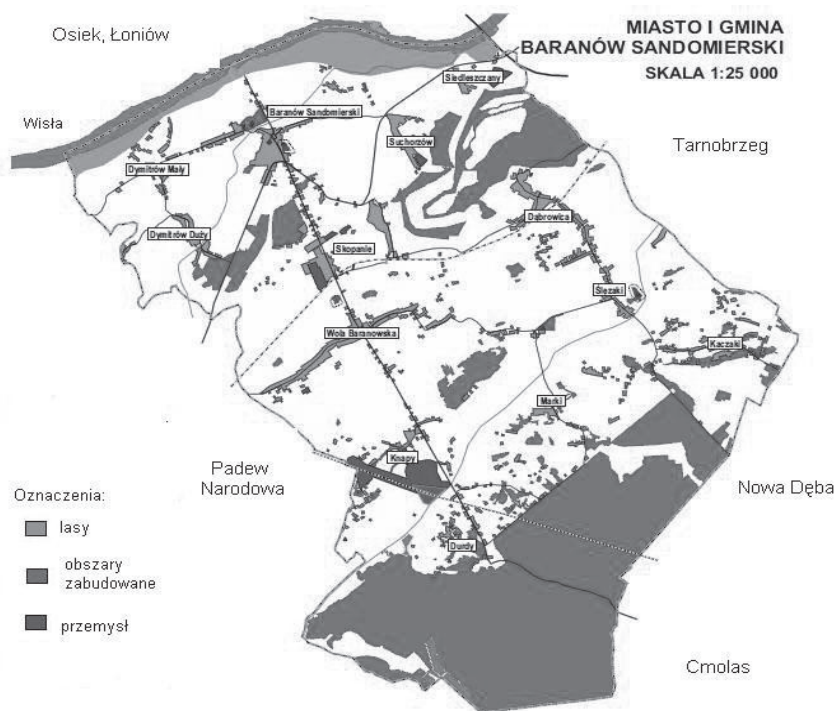 Osiek, Łoniów
MIASTO I GMINA
BARANÓW SANDOMIERSKI
SKALA 1:25 000
Siedleszczany
Wisła
Baranów Sandomierski
Suchorzów
Tarnobrzeg
Dymitrów Mały
Dąbrowica
Dymitrów Duży
Skopanie
Ślęzaki
Wola Baranowska
Kaczaki
Marki
Knapy
Padew
Narodowa
Nowa Dęba
Oznaczenia:
lasy
Durdy
obszary
zabudowane
przemysł
Cmolas